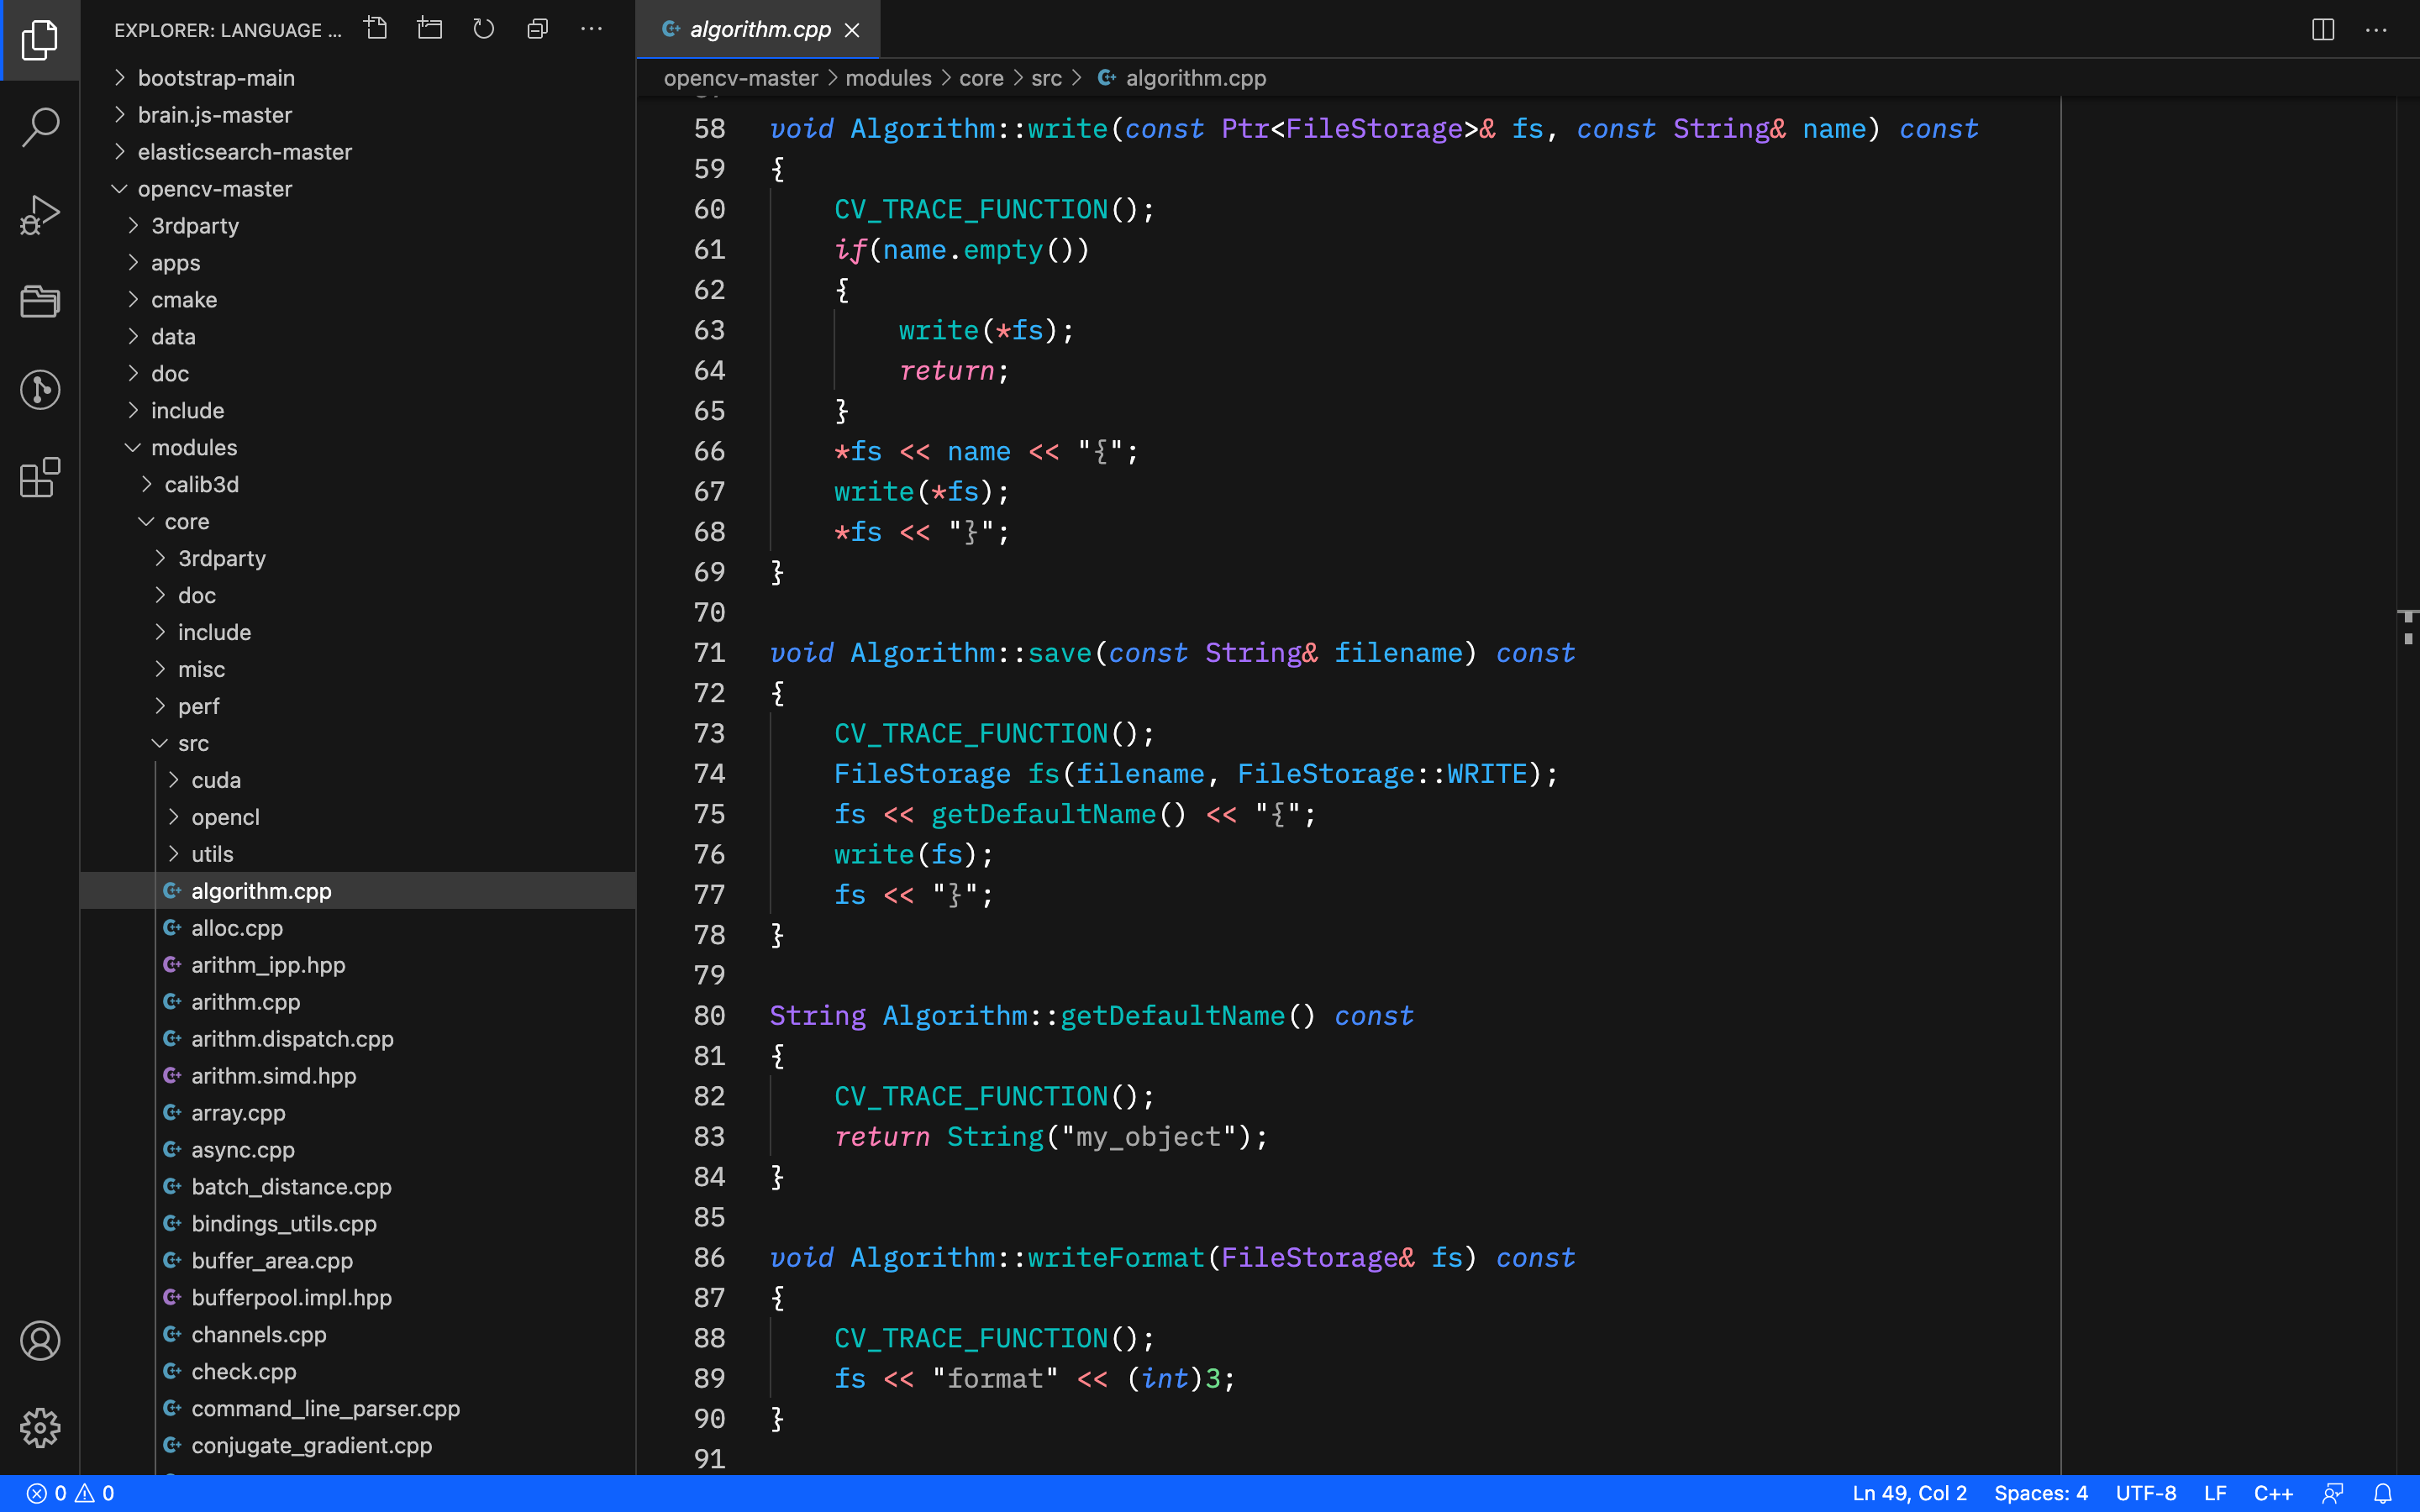 EXPLORER: LANGUAGE ...
bootstrap-main
brain.js-master
elasticsearch-master
opencv-master
3rdparty
apps
cmake
data
doc
include
modules
calib3d
core
3rdparty
doc
include
misc
perf
src
cuda
opencl
utils
algorithm.cpp
alloc.cpp
arithm_ipp.hpp
arithm.cpp
arithm.dispatch.cpp
arithm.simd.hpp
array.cpp
async.cpp
batch_distance.cpp
bindings_utils.cpp
buffer_area.cpp
bufferpool.impl.hpp
channels.cpp
check.cpp
command_line_parser.cpp
conjugate_gradient.cpp
algorithm.cpp
opencv-master > modules > core > src > algorithm.cpp
58 void Algorithm::write(const Ptr<FileStorage>& fs, const String& name) const
59 {
60     CV_TRACE_FUNCTION();
61     if(name.empty())
62     {
63         write(*fs);
64         return;
65     }
66     *fs << name << "{";
67     write(*fs);
68     *fs << "}";
69 }
70
71 void Algorithm::save(const String& filename) const
72 {
73     CV_TRACE_FUNCTION();
74     FileStorage fs(filename, FileStorage::WRITE);
75     fs << getDefaultName() << "{";
76     write(fs);
77     fs << "}";
78 }
79
80 String Algorithm::getDefaultName() const
81 {
82     CV_TRACE_FUNCTION();
83     return String("my_object");
84 }
85
86 void Algorithm::writeFormat(FileStorage& fs) const
87 {
88     CV_TRACE_FUNCTION();
89     fs << "format" << (int)3;
90 }
91
0 0 Ln 49, Col 2 Spaces: 4 UTF-8 LF C++